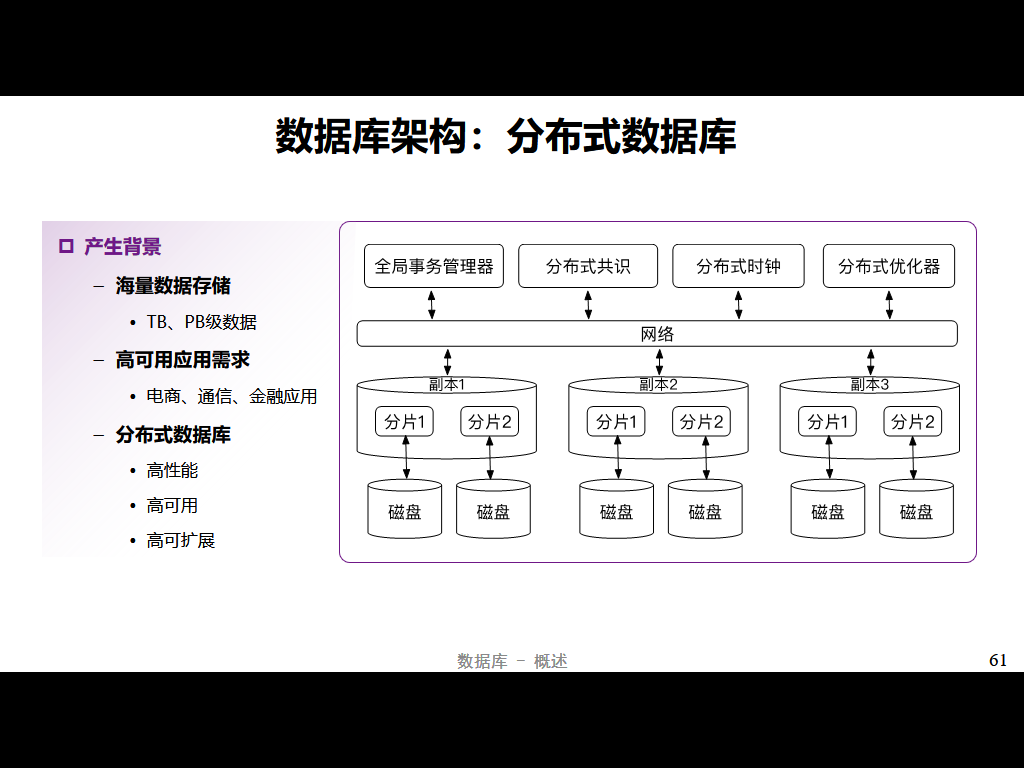 数据库架构：分布式数据库
产生背景
– 海量数据存储
• TB、PB级数据
– 高可用应用需求
• 电商、通信、金融应用
– 分布式数据库
• 高性能
• 高可用
• 高可扩展
全局事务管理器 分布式共识 分布式时钟 分布式优化器
网络
副本1 副本2 副本3
分片1 分片2 分片1 分片2 分片1 分片2
磁盘 磁盘 磁盘 磁盘 磁盘 磁盘
数据库 – 概述
61